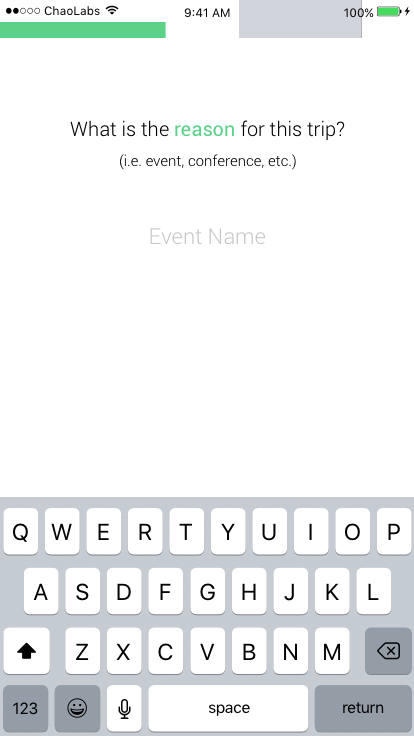 ChaoLabs 9:41 AM 100%
What is the reason for this trip?
(i.e. event, conference, etc.)
Event Name
Q W E R T Y U I O P
A S D F G H J K L
Z X C V B N M
123 space return